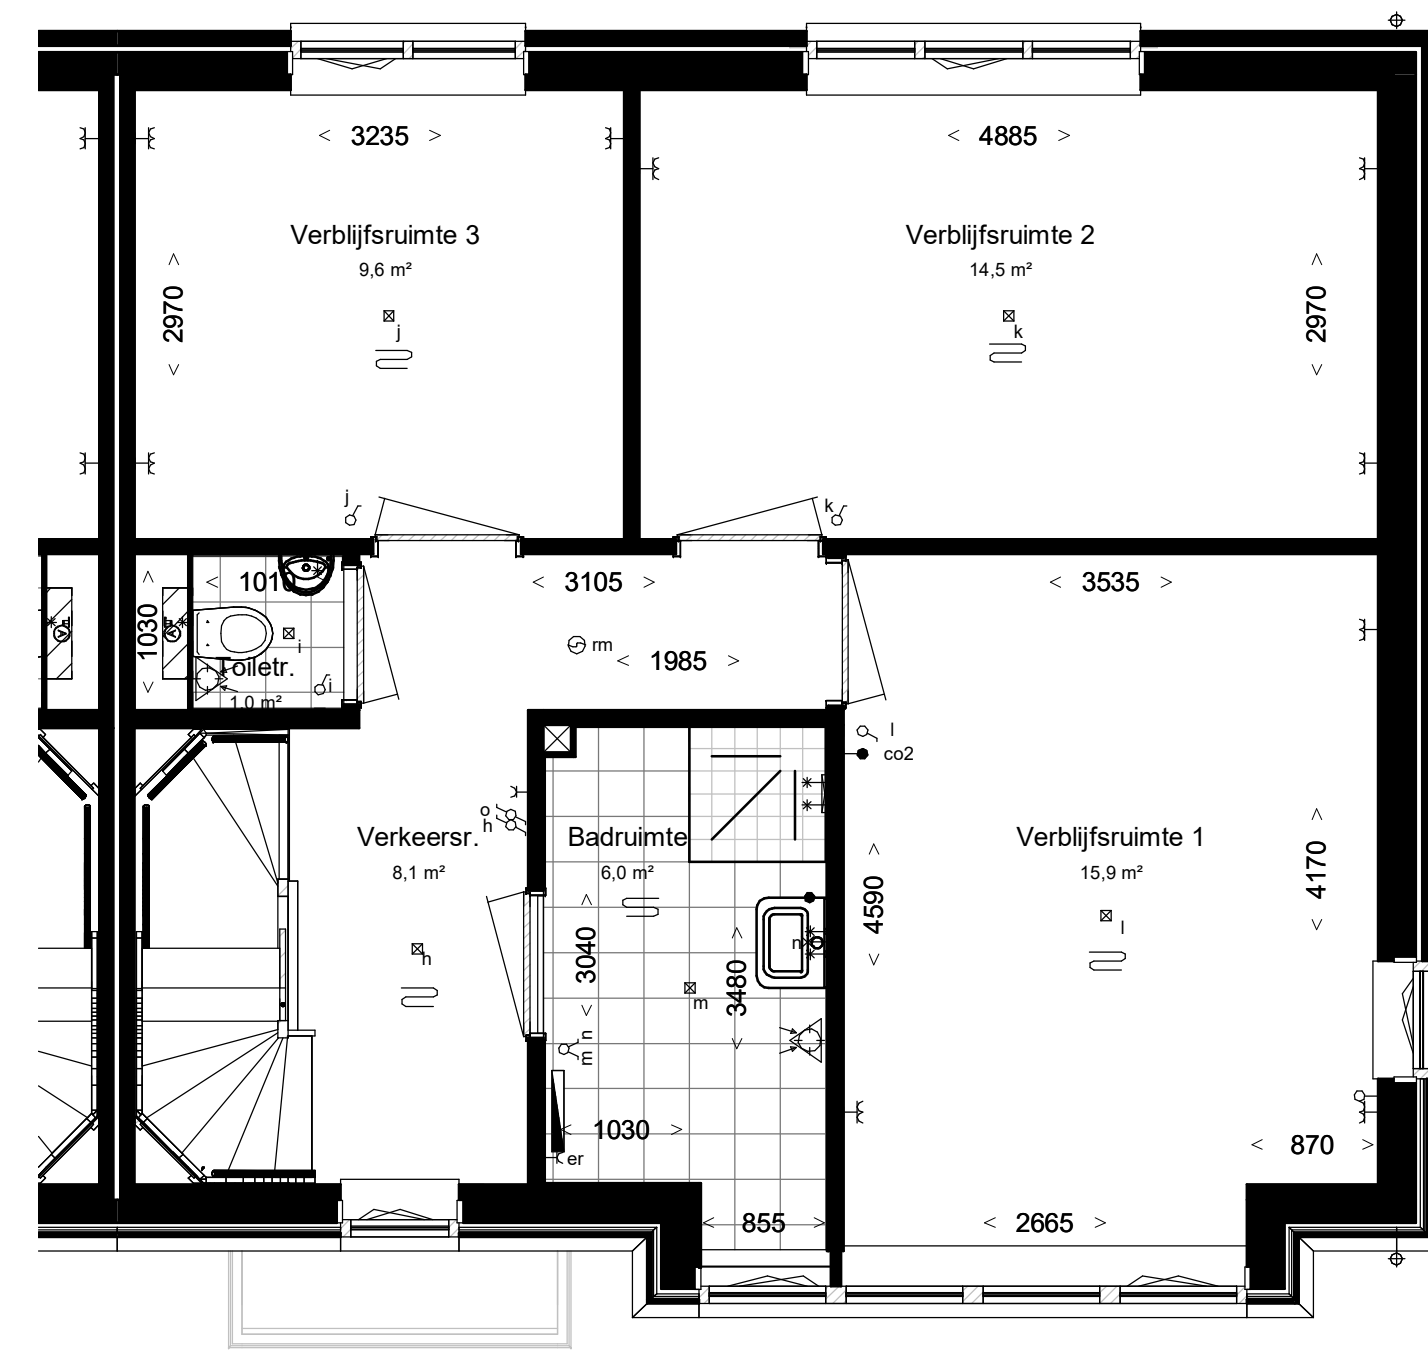 < 3235 >
< 4885 >
Verblijfsruimte 3
9,6 m²
Verblijfsruimte 2
14,5 m²
< 2970 >
< 2970 >
j
k
j
k
< 1010
< 3105 >
< 3535 >
< 1030 >
i
rm
< 1985 >
Toiletr.
1,0 m²
i
l
co2
o
h
Verkeersr.
8,1 m²
Badruimte
6,0 m²
Verblijfsruimte 1
15,9 m²
< 4590 >
< 4170 >
< 3040 >
< 3480 >
n
l
h
m
m n
< 1030 >
er
< 870 >
< 855 >
< 2665 >